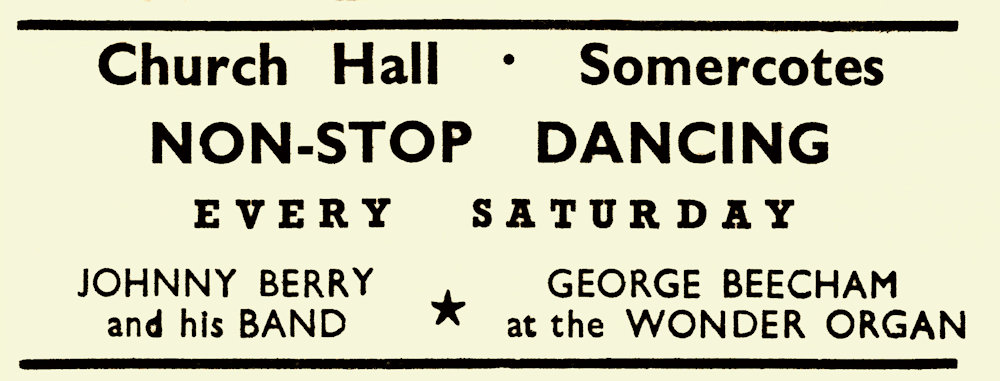 Church Hall · Somercotes
NON-STOP DANCING
EVERY SATURDAY
JOHNNY BERRY
and his BAND
★
GEORGE BEECHAM
at the WONDER ORGAN